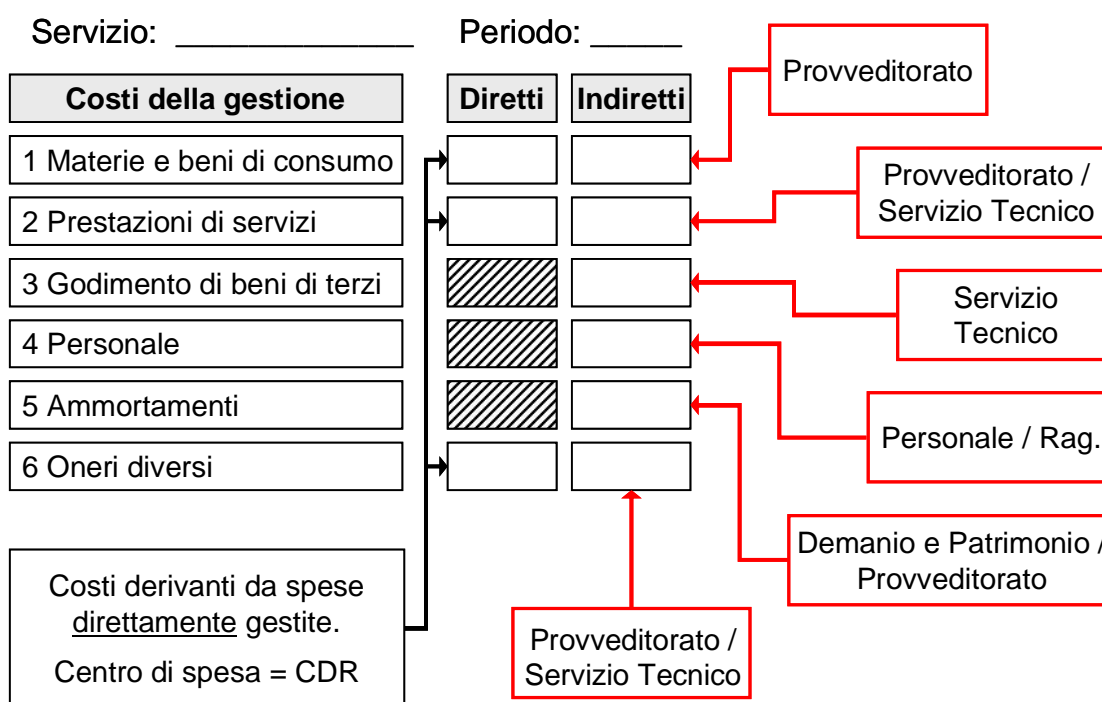 Servizio: _____________ Periodo: _____
Costi della gestione Diretti Indiretti
1 Materie e beni di consumo
2 Prestazioni di servizi
3 Godimento di beni di terzi
4 Personale
5 Ammortamenti
6 Oneri diversi
Costi derivanti da spese
direttamente gestite.
Centro di spesa = CDR
Provveditorato
Provveditorato /
Servizio Tecnico
Servizio
Tecnico
Personale / Rag.
Demanio e Patrimonio /
Provveditorato
Provveditorato /
Servizio Tecnico